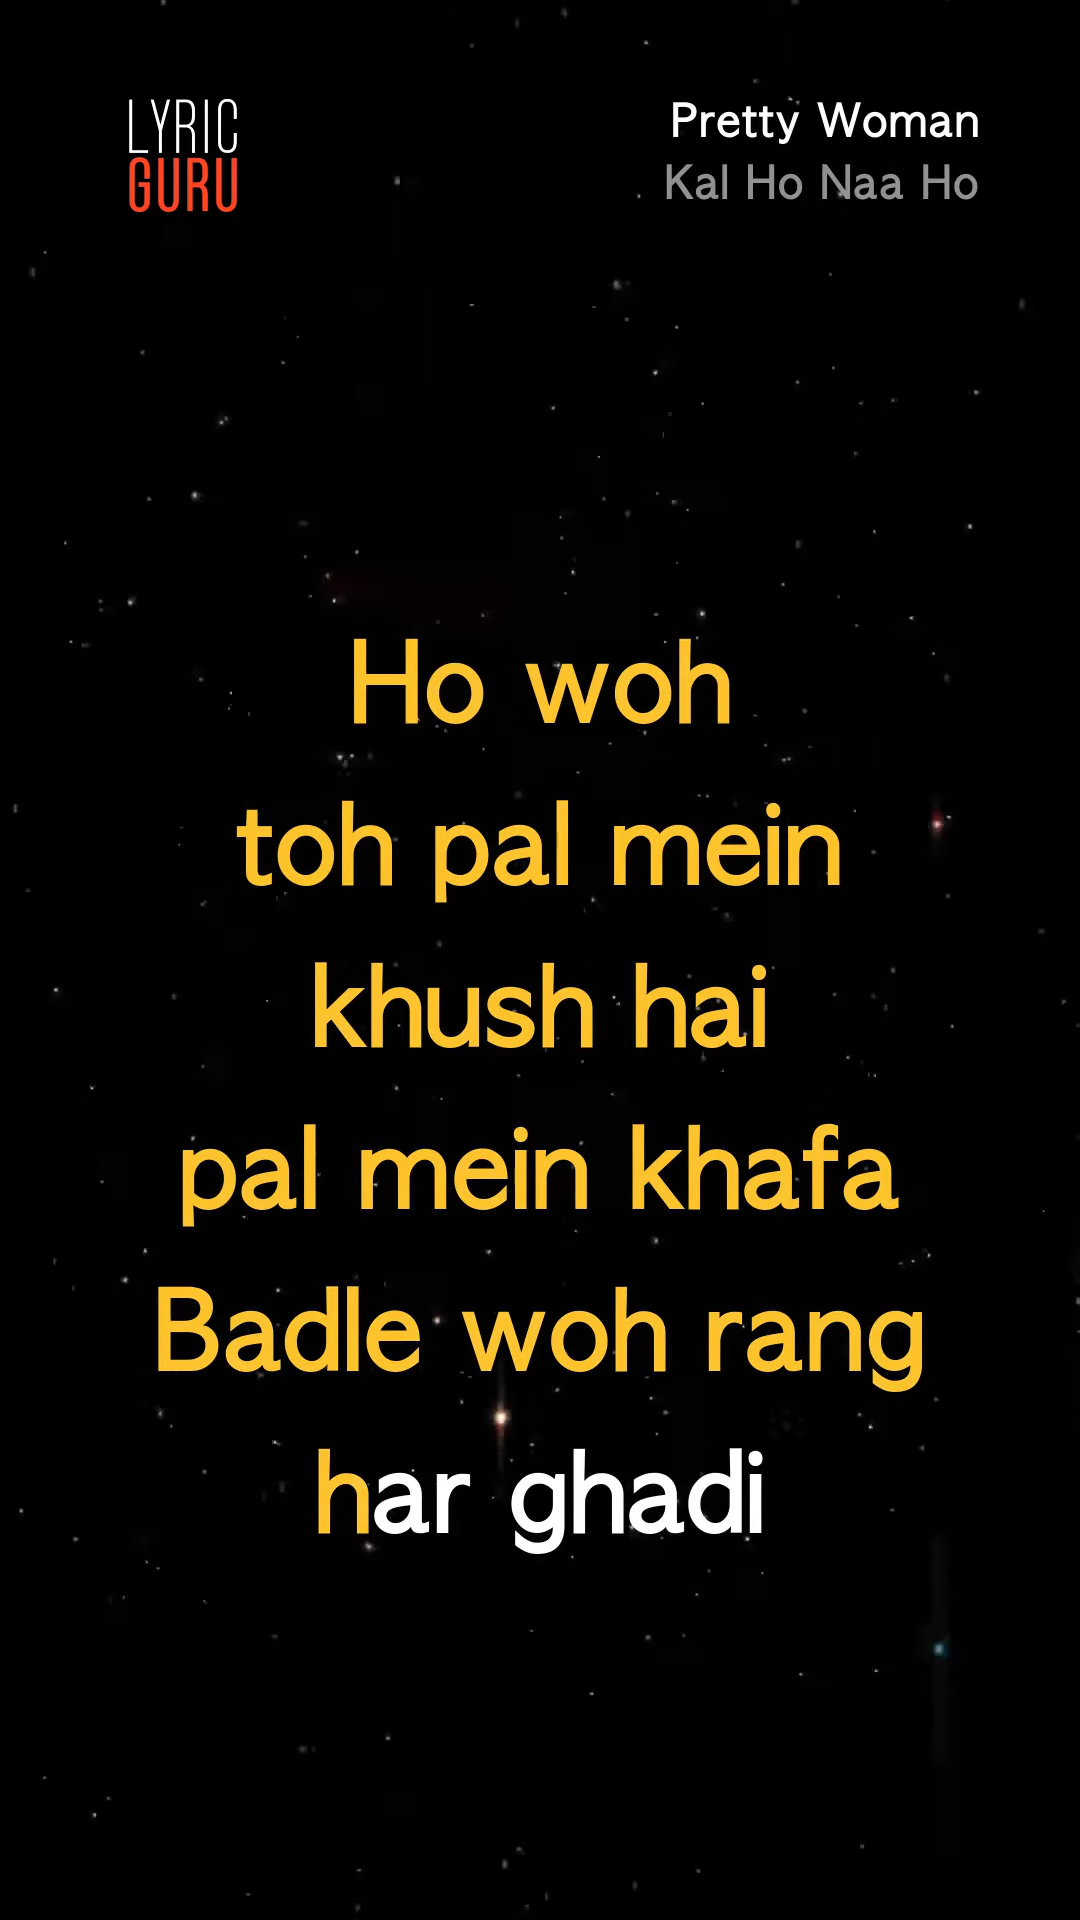 LYRIC
GURU
Pretty Woman
Kal Ho Naa Ho
Ho woh
toh pal mein
khush hai
pal mein khafa
Badle woh rang
har ghadi